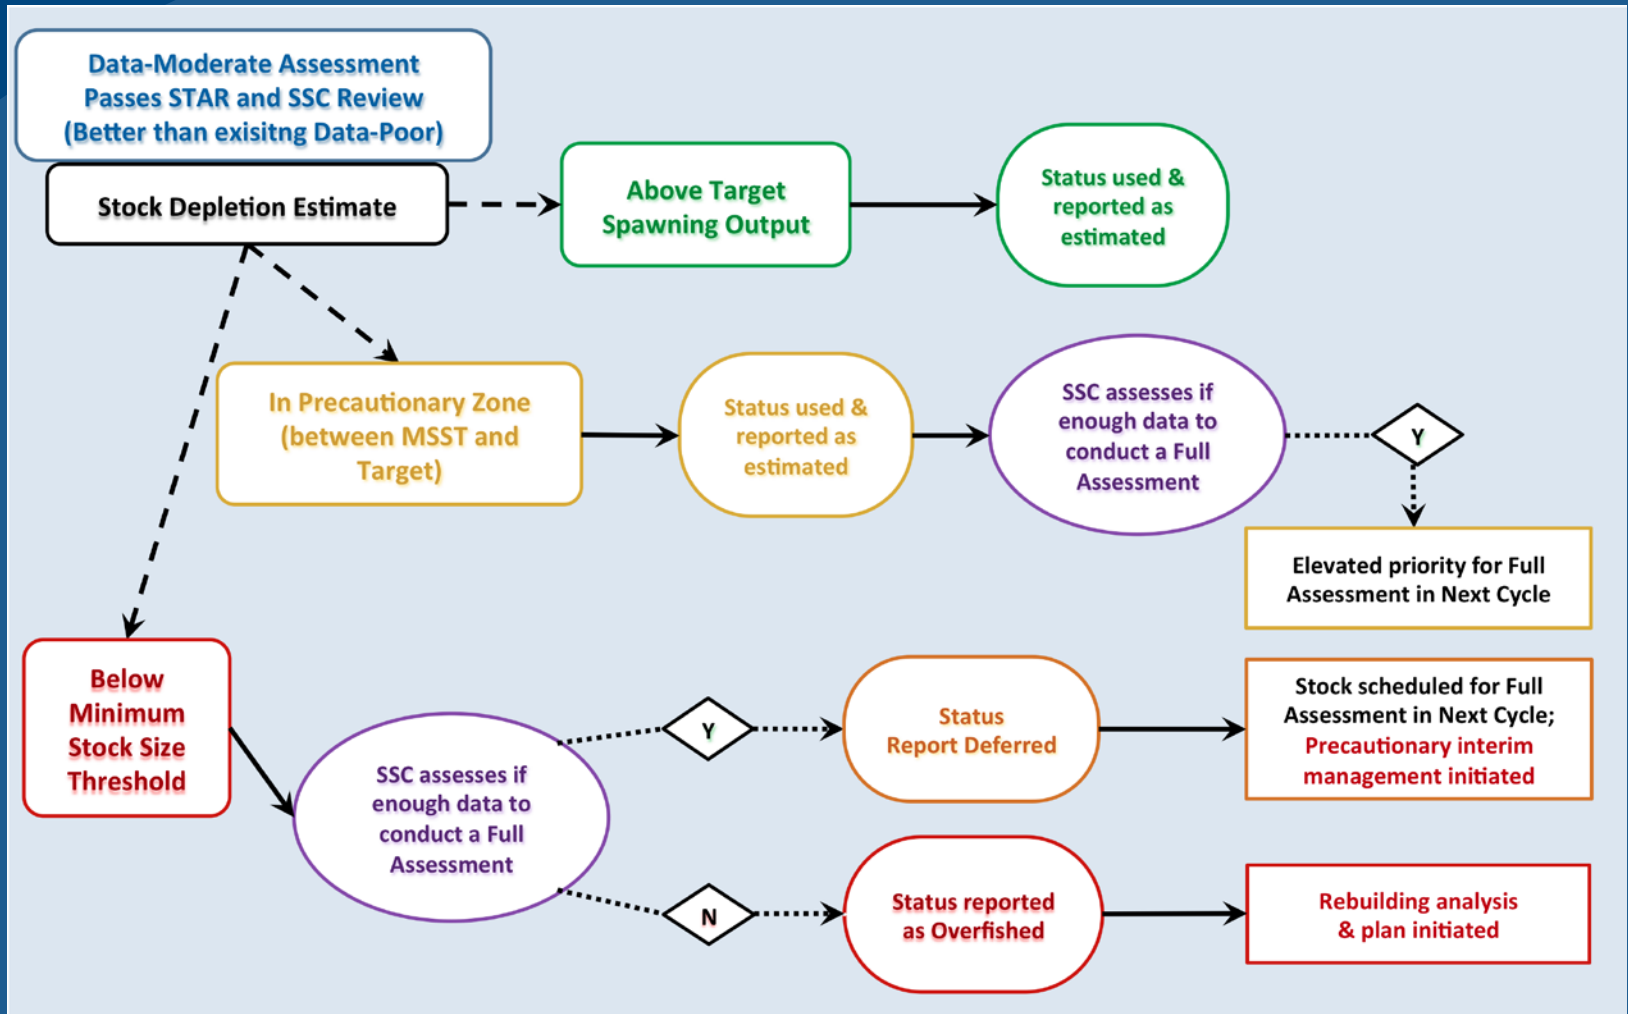 Data-Moderate Assessment
Passes STAR and SSC Review
(Better than exisitng Data-Poor)
Stock Depletion Estimate
Above Target
Spawning Output
Status used &
reported as
estimated
In Precautionary Zone
(between MSST and
Target)
Status used &
reported as
estimated
SSC assesses if
enough data to
conduct a Full
Assessment
Y
Elevated priority for Full
Assessment in Next Cycle
Below
Minimum
Stock Size
Threshold
SSC assesses if
enough data to
conduct a Full
Assessment
Y
Status
Report Deferred
Stock scheduled for Full
Assessment in Next Cycle;
Precautionary interim
management initiated
N
Status reported
as Overfished
Rebuilding analysis
& plan initiated